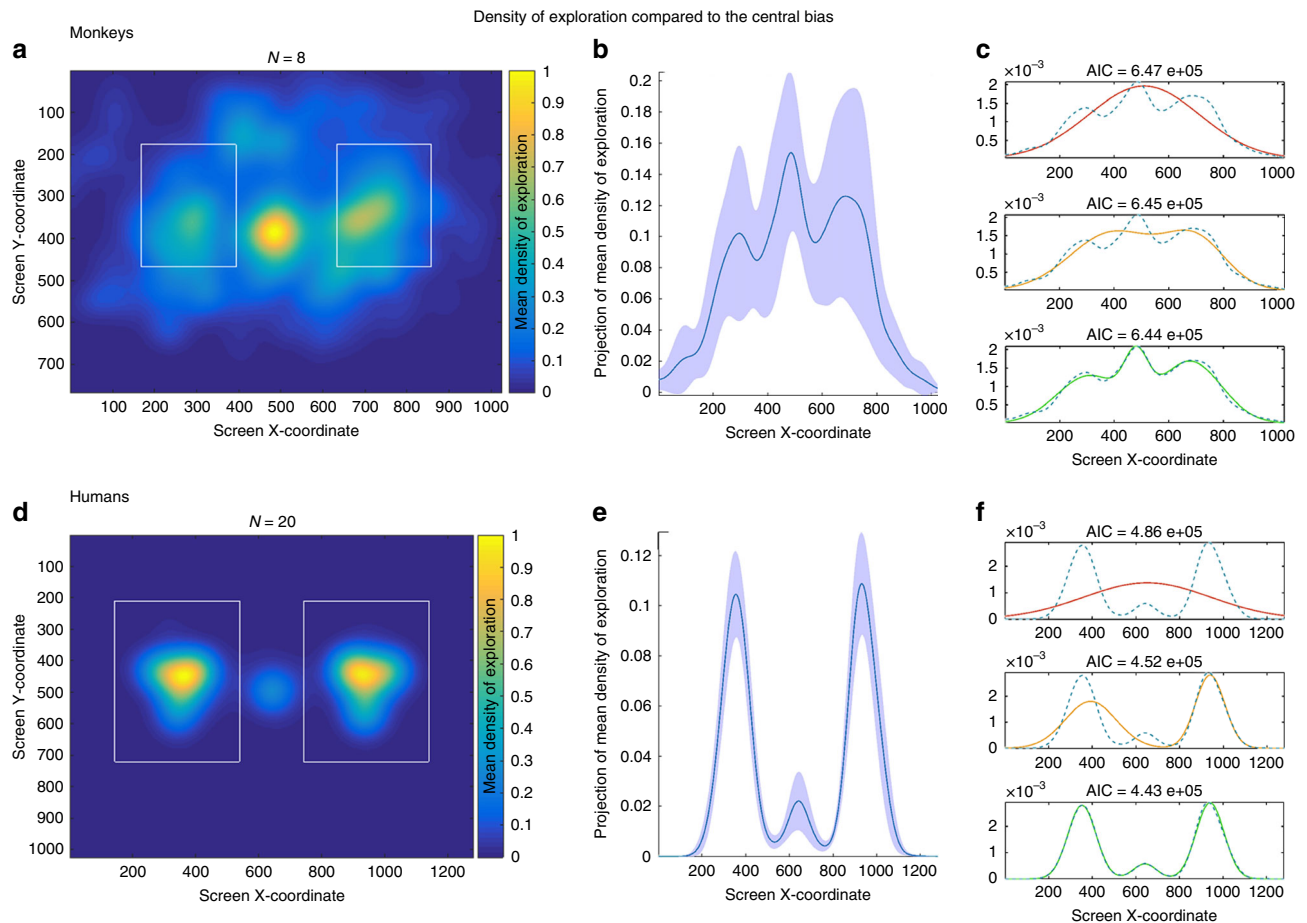 Density of exploration compared to the central bias
Monkeys
a
N = 8
100
200
300
400
500
600
700
Screen Y-coordinate
100 200 300 400 500 600 700 800 900 1000
Screen X-coordinate
1
0.9
0.8
0.7
0.6
0.5
0.4
0.3
0.2
0.1
0
Mean density of exploration
b
0.2
0.18
0.16
0.14
0.12
0.1
0.08
0.06
0.04
0.02
0
Projection of mean density of exploration
200 400 600 800 1000
Screen X-coordinate
c
×10⁻³
AIC = 6.47 e+05
2
1.5
1
0.5
200 400 600 800 1000
×10⁻³
AIC = 6.45 e+05
2
1.5
1
0.5
200 400 600 800 1000
×10⁻³
AIC = 6.44 e+05
2
1.5
1
0.5
200 400 600 800 1000
Screen X-coordinate
Humans
d
N = 20
100
200
300
400
500
600
700
800
900
1000
Screen Y-coordinate
200 400 600 800 1000 1200
Screen X-coordinate
1
0.9
0.8
0.7
0.6
0.5
0.4
0.3
0.2
0.1
0
Mean density of exploration
e
0.12
0.1
0.08
0.06
0.04
0.02
0
Projection of mean density of exploration
200 400 600 800 1000 1200
Screen X-coordinate
f
×10⁻³
AIC = 4.86 e+05
2
1
0
200 400 600 800 1000 1200
×10⁻³
AIC = 4.52 e+05
2
1
0
200 400 600 800 1000 1200
×10⁻³
AIC = 4.43 e+05
2
1
0
200 400 600 800 1000 1200
Screen X-coordinate